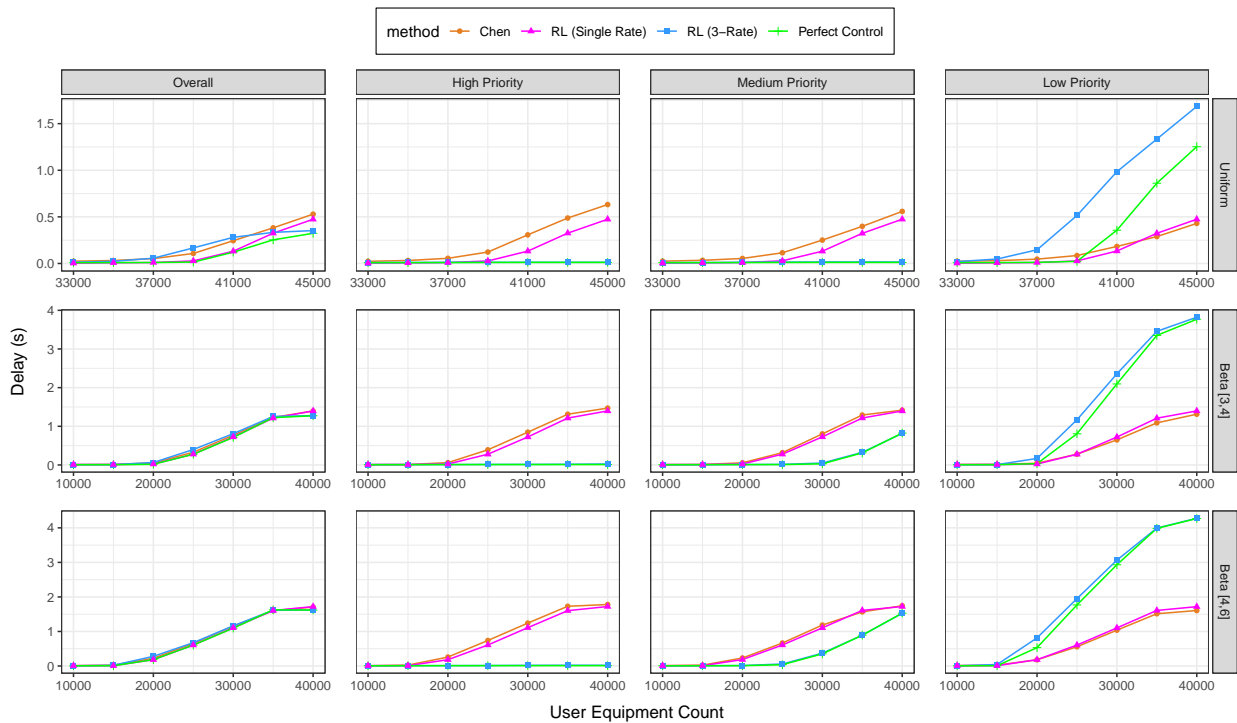 method Chen RL (Single Rate) RL (3−Rate) Perfect Control
Overall High Priority Medium Priority Low Priority
1.5
1.0
0.5
0.0
33000 37000 41000 45000 33000 37000 41000 45000 33000 37000 41000 45000 33000 37000 41000 45000
Uniform
4
3
2
1
0
10000 20000 30000 40000 10000 20000 30000 40000 10000 20000 30000 40000 10000 20000 30000 40000
Beta [3,4]
4
3
2
1
0
10000 20000 30000 40000 10000 20000 30000 40000 10000 20000 30000 40000 10000 20000 30000 40000
Beta [4,6]
Delay (s)
User Equipment Count